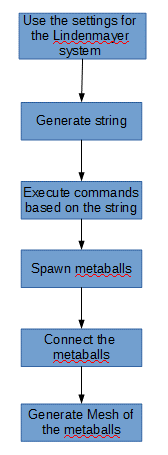 Use the settings for
the Lindenmayer
system
Generate string
Execute commands
based on the string
Spawn metaballs
Connect the
metaballs
Generate Mesh of
the metaballs